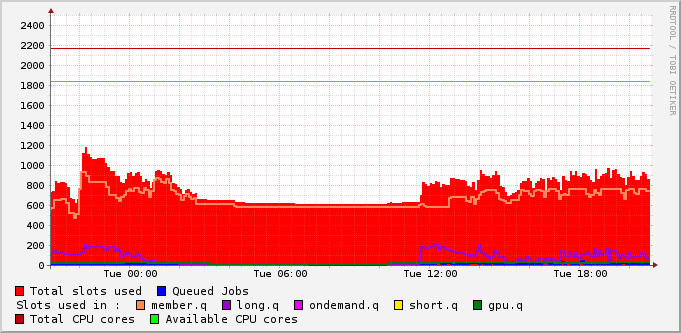 RRDTOOL / TOBI OETIKER
2400
2200
2000
1800
1600
1400
1200
1000
800
600
400
200
0
Tue 00:00 Tue 06:00 Tue 12:00 Tue 18:00
Total slots used Queued Jobs
Slots used in : member.q long.q ondemand.q short.q gpu.q
Total CPU cores Available CPU cores